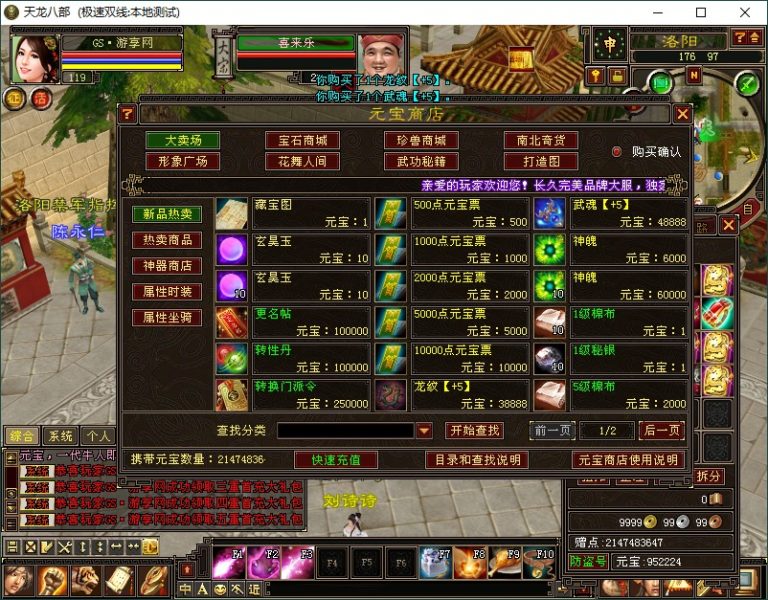 天龙八部 (极速双线:本地测试)
GS·游享网
119
大宋
喜来乐
洛阳
176 97
你购买了1个龙纹【+5】。
你购买了1个武魂【+5】。
元宝商店
大卖场 宝石商城 珍兽商城 南北奇货
形象广场 花舞人间 武功秘籍 打造图
购买确认
亲爱的玩家欢迎您! 长久完美品牌大服,
新品热卖
热卖商品
神器商店
属性时装
属性坐骑
藏宝图 元宝:1
500点元宝票 元宝:500
武魂【+5】 元宝:48888
玄昊玉 元宝:10
1000点元宝票 元宝:1000
神魄 元宝:6000
玄昊玉 元宝:10
2000点元宝票 元宝:2000
神魄 元宝:60000
更名帖 元宝:100000
5000点元宝票 元宝:5000
1级棉布 元宝:1
转性丹 元宝:100000
10000点元宝票 元宝:10000
1级秘银 元宝:1
转换门派令 元宝:250000
龙纹【+5】 元宝:38888
5级棉布 元宝:2000
查找分类 开始查找 前一页 1/2 后一页
携带元宝数量:21474836 快速充值 目录和查找说明 元宝商店使用说明
陈永仁
刘诗诗
综合 系统 个人
拆分
0
9999 99 99
赠点:2147483647
防盗号 元宝:952224
F1 F2 F3 F4 F5 F6 F7 F8 F9 F10
中 A
近